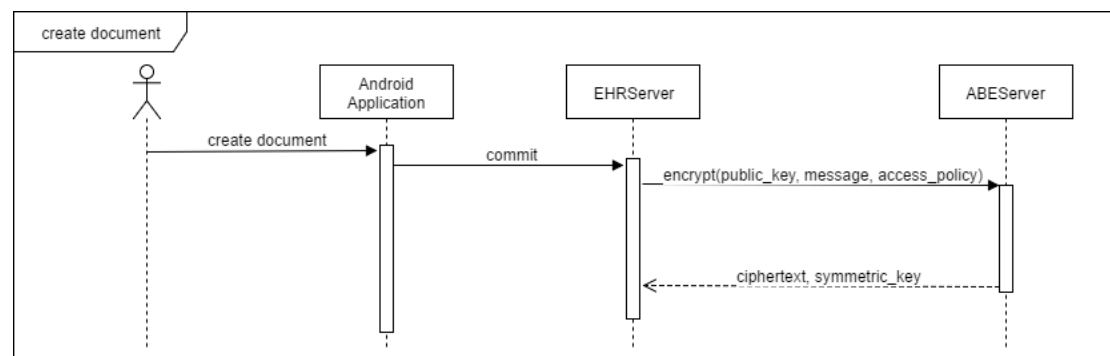 create document
Android
Application
EHRServer
ABEServer
create document
commit
encrypt(public_key, message, access_policy)
ciphertext, symmetric_key